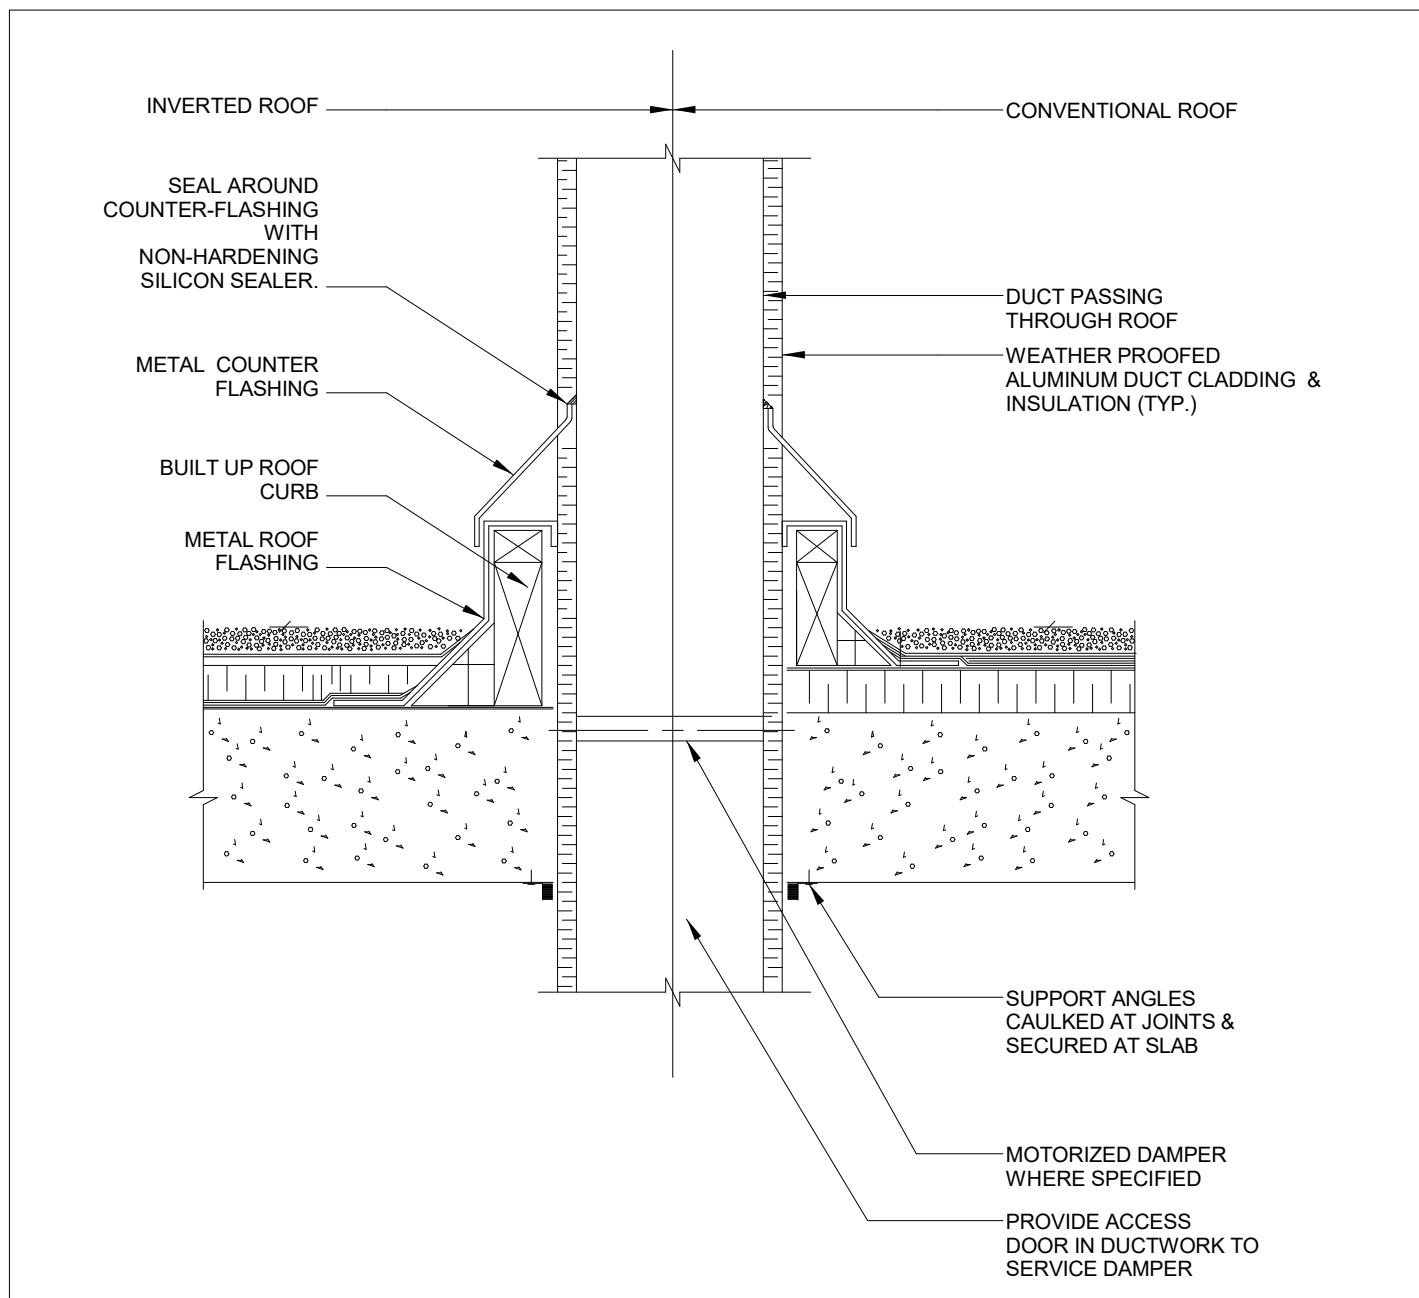 INVERTED ROOF
CONVENTIONAL ROOF
SEAL AROUND
COUNTER-FLASHING
WITH
NON-HARDENING
SILICON SEALER.
METAL  COUNTER
FLASHING
BUILT UP ROOF
CURB
METAL ROOF
FLASHING
DUCT PASSING
THROUGH ROOF
WEATHER PROOFED
ALUMINUM DUCT CLADDING  &
INSULATION (TYP.)
SUPPORT ANGLES
CAULKED AT JOINTS &
SECURED AT SLAB
MOTORIZED DAMPER
WHERE SPECIFIED
PROVIDE ACCESS
DOOR IN DUCTWORK TO
SERVICE DAMPER